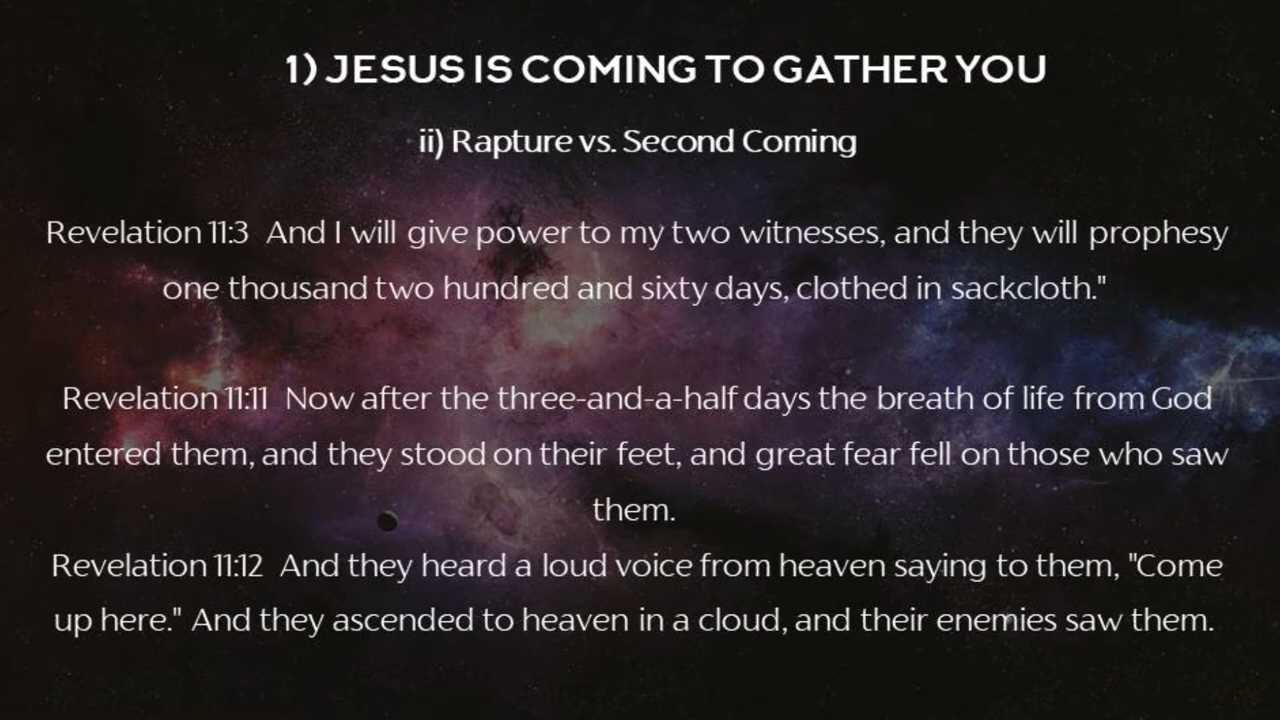 1) JESUS IS COMING TO GATHER YOU
ii) Rapture vs. Second Coming
Revelation 11:3  And I will give power to my two witnesses, and they will prophesy
one thousand two hundred and sixty days, clothed in sackcloth."
Revelation 11:11  Now after the three-and-a-half days the breath of life from God
entered them, and they stood on their feet, and great fear fell on those who saw
them.
Revelation 11:12  And they heard a loud voice from heaven saying to them, "Come
up here." And they ascended to heaven in a cloud, and their enemies saw them.